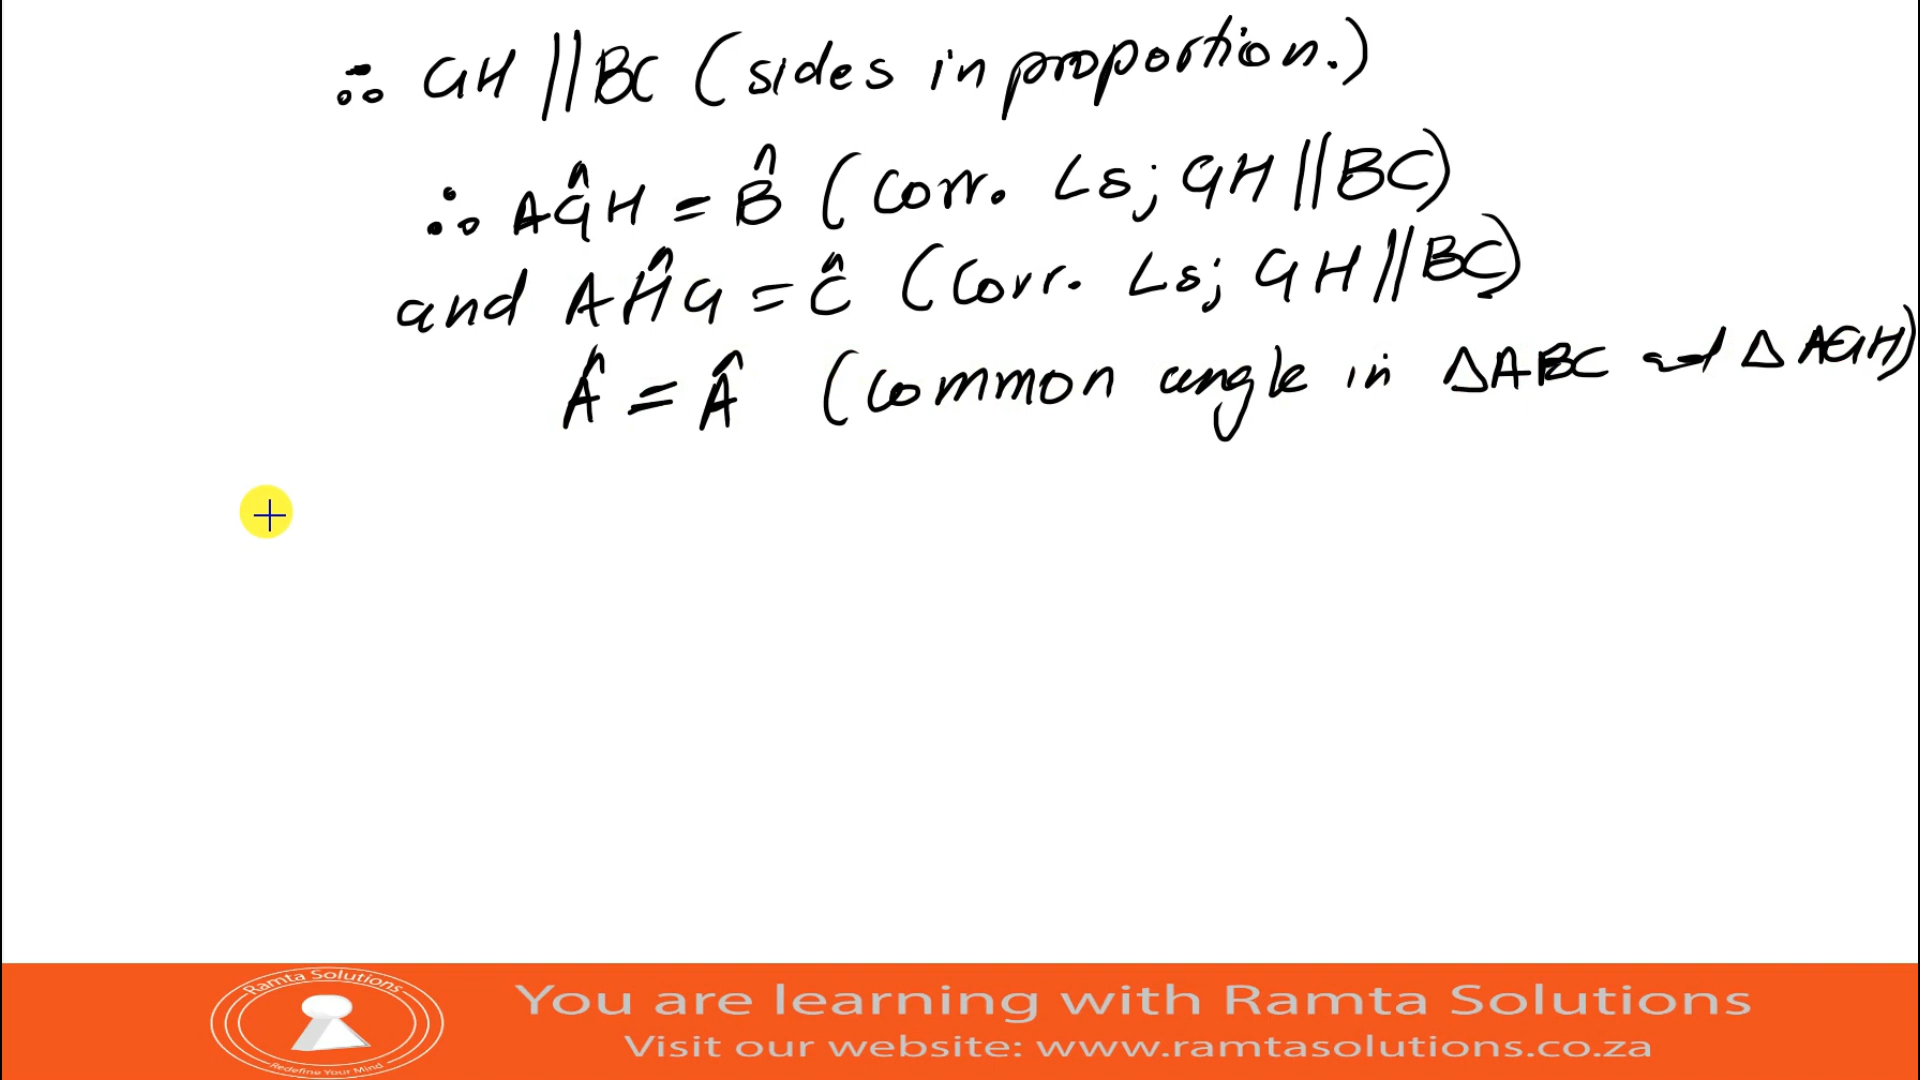 ∴ GH || BC (sides in proportion.)
∴ AĜH = B̂ (Corr. ∠s; GH || BC)
and AĤG = Ĉ (Corr. ∠s; GH || BC)
Â = Â (Common angle in ΔABC and Δ AGH)
Ramta Solutions
Redefine Your Mind
You are learning with Ramta Solutions
Visit our website: www.ramtasolutions.co.za